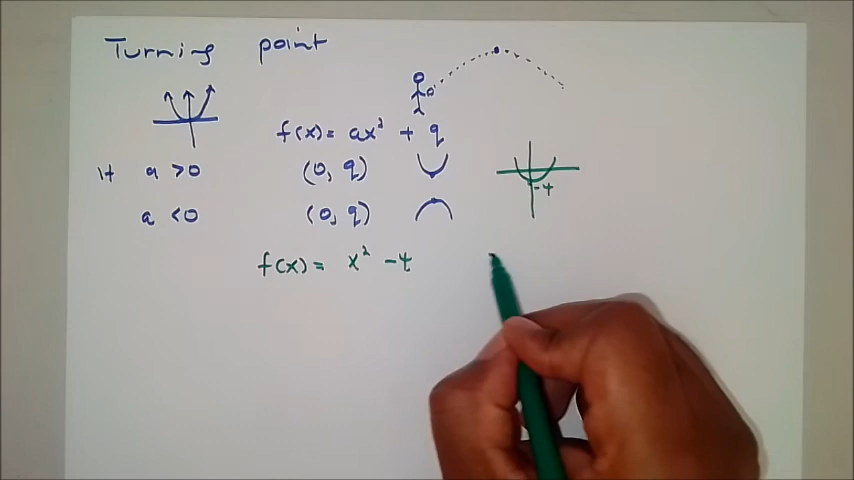 Turning point
f(x) = ax² + q
If a >0 (0, q)
-4
a <0 (0, q)
f(x) = x² -4